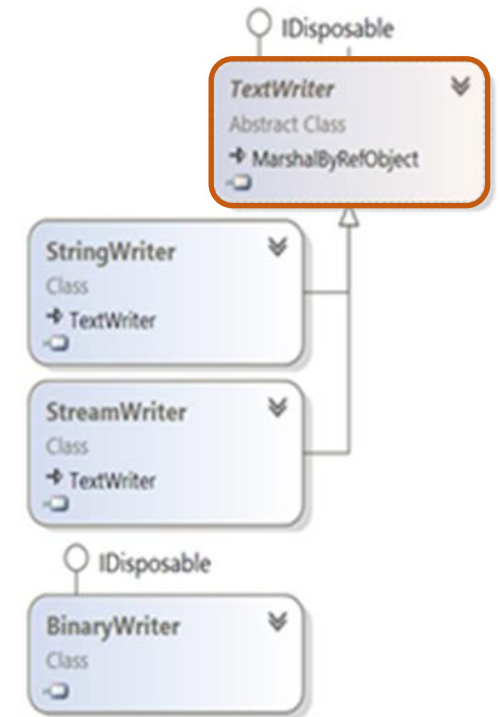 IDisposable
TextWriter
Abstract Class
MarshalByRefObject
StringWriter
Class
TextWriter
StreamWriter
Class
TextWriter
IDisposable
BinaryWriter
Class